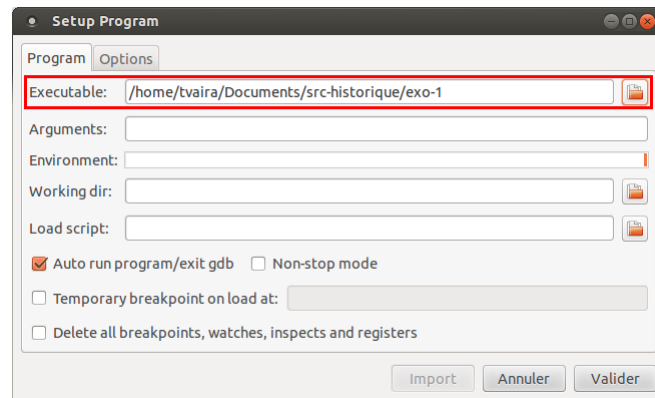 Setup Program
Program Options
Executable: /home/tvaira/Documents/src-historique/exo-1
Arguments:
Environment:
Working dir:
Load script:
Auto run program/exit gdb Non-stop mode
Temporary breakpoint on load at:
Delete all breakpoints, watches, inspects and registers
Import Annuler Valider